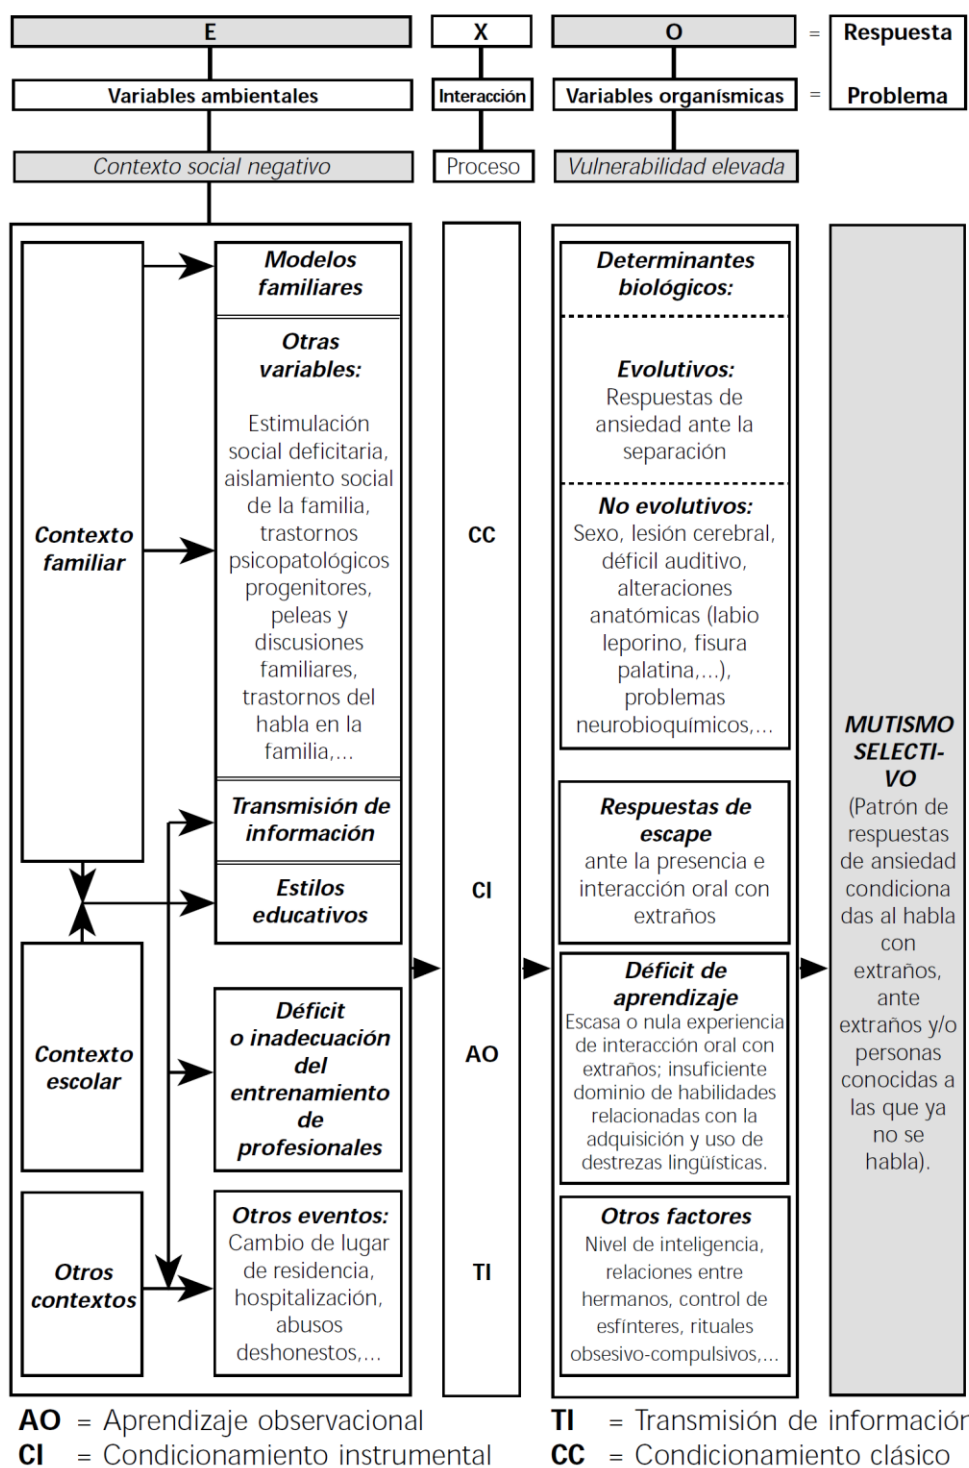 E
X
O
=
Respuesta
Variables ambientales
Interacción
Variables organísmicas
=
Problema
Contexto social negativo
Proceso
Vulnerabilidad elevada
Contexto
familiar
Modelos
familiares
Otras
variables:
Estimulación
social deficitaria,
aislamiento social
de la familia,
trastornos
psicopatológicos
progenitores,
peleas y
discusiones
familiares,
trastornos del
habla en la
familia,...
Transmisión de
información
Estilos
educativos
Contexto
escolar
Déficit
o inadecuación
del
entrenamiento
de
profesionales
Otros
contextos
Otros eventos:
Cambio de lugar
de residencia,
hospitalización,
abusos
deshonestos,...
CC
CI
AO
TI
Determinantes
biológicos:
Evolutivos:
Respuestas de
ansiedad ante la
separación
No evolutivos:
Sexo, lesión cerebral,
déficil auditivo,
alteraciones
anatómicas (labio
leporino, fisura
palatina,...),
problemas
neurobioquímicos,...
Respuestas de
escape
ante la presencia e
interacción oral con
extraños
Déficit de
aprendizaje
Escasa o nula experiencia
de interacción oral con
extraños; insuficiente
dominio de habilidades
relacionadas con la
adquisición y uso de
destrezas lingüísticas.
Otros factores
Nivel de inteligencia,
relaciones entre
hermanos, control de
esfínteres, rituales
obsesivo-compulsivos,...
MUTISMO
SELECTI-
VO
(Patrón de
respuestas
de ansiedad
condiciona
das al habla
con
extraños,
ante
extraños y/o
personas
conocidas a
las que ya
no se
habla).
AO = Aprendizaje observacional
TI = Transmisión de información
CI = Condicionamiento instrumental
CC = Condicionamiento clásico